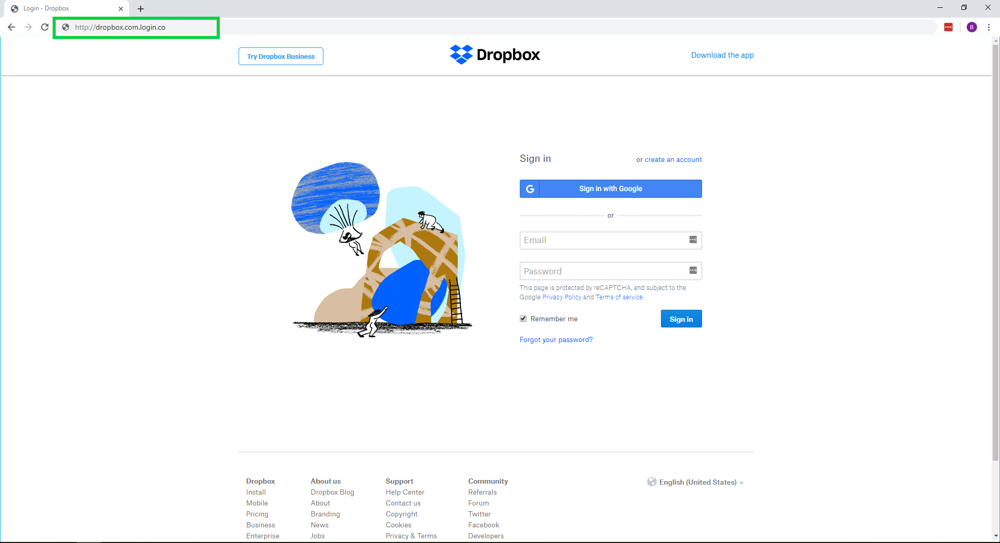 Login - Dropbox
http://dropbox.com.login.co
B
Try Dropbox Business
Dropbox
Download the app
Sign in
or create an account
G
Sign in with Google
or
Email
Password
This page is protected by reCAPTCHA, and subject to the
Google Privacy Policy and Terms of service.
Remember me
Sign in
Forgot your password?
Dropbox
Install
Mobile
Pricing
Business
Enterprise
About us
Dropbox Blog
About
Branding
News
Jobs
Support
Help Center
Contact us
Copyright
Cookies
Privacy & Terms
Community
Referrals
Forum
Twitter
Facebook
Developers
English (United States)